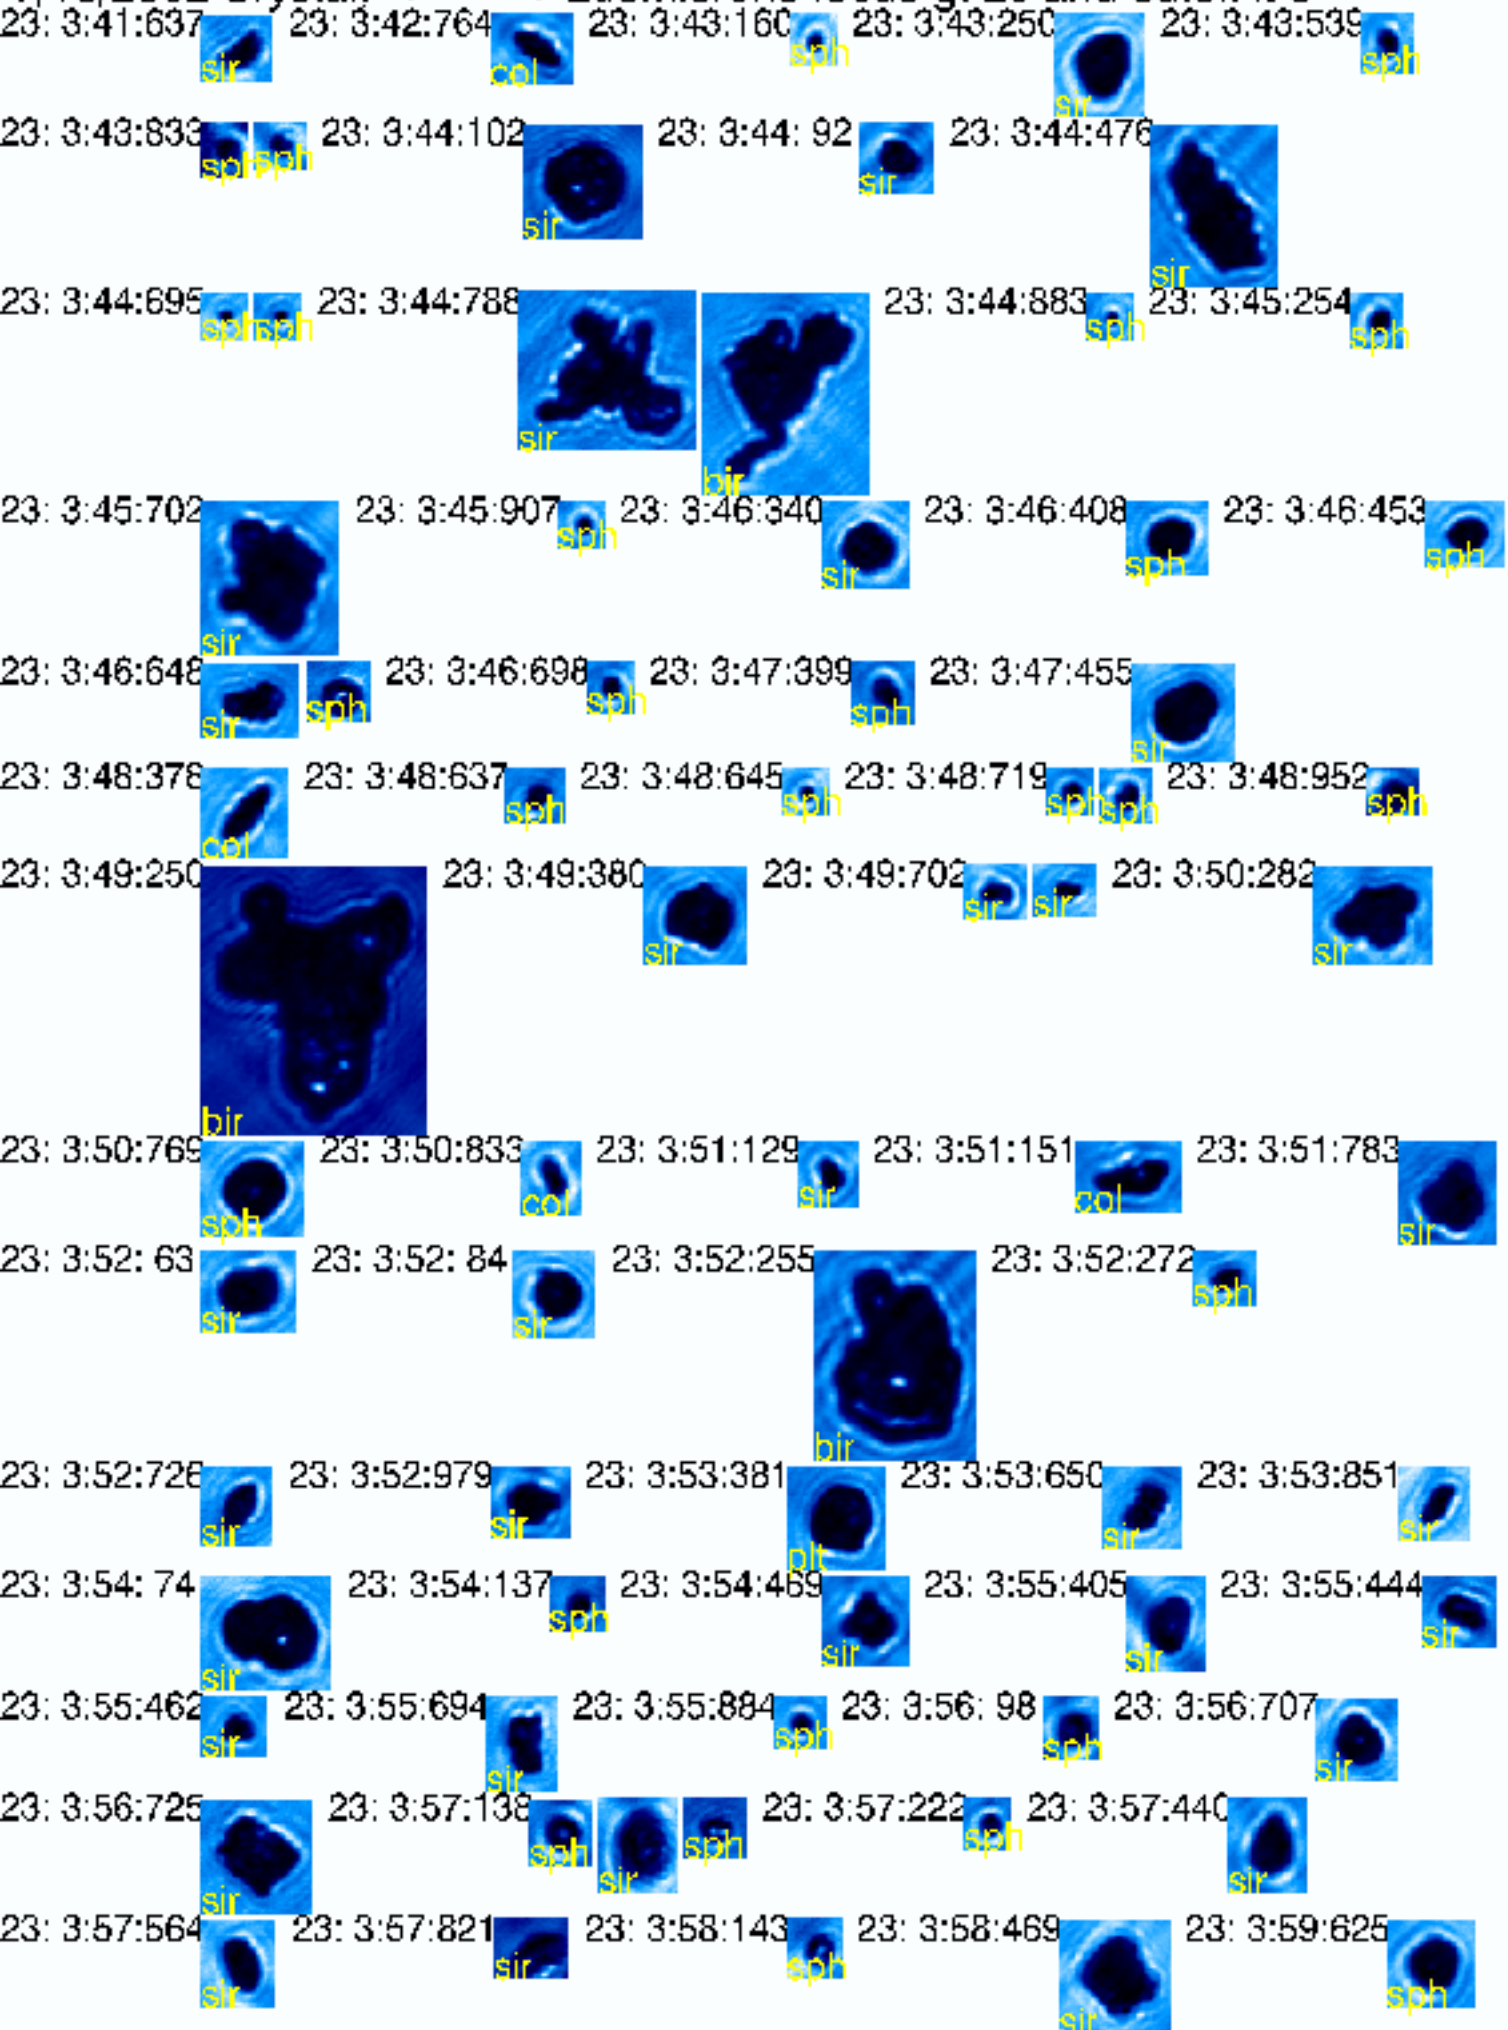 23: 3:41:637 23: 3:42:764 23: 3:43:160 23: 3:43:250 23: 3:43:539
sir col sph sir sph
23: 3:43:833 23: 3:44:102 23: 3:44: 92 23: 3:44:476
sph sph sir sir sir
23: 3:44:695 23: 3:44:788 23: 3:44:883 23: 3:45:254
sph sph sir bir sph sph
23: 3:45:702 23: 3:45:907 23: 3:46:340 23: 3:46:408 23: 3:46:453
sir sph sir sph sph
23: 3:46:648 23: 3:46:698 23: 3:47:399 23: 3:47:455
sir sph sph sph sir
23: 3:48:378 23: 3:48:637 23: 3:48:645 23: 3:48:719 23: 3:48:952
col sph sph sph sph sph
23: 3:49:250 23: 3:49:380 23: 3:49:702 23: 3:50:282
bir sir sir sir sir
23: 3:50:769 23: 3:50:833 23: 3:51:129 23: 3:51:151 23: 3:51:783
sph col sir col sir
23: 3:52: 63 23: 3:52: 84 23: 3:52:255 23: 3:52:272
sir sir bir sph
23: 3:52:726 23: 3:52:979 23: 3:53:381 23: 3:53:650 23: 3:53:851
sir sir plt sir sir
23: 3:54: 74 23: 3:54:137 23: 3:54:469 23: 3:55:405 23: 3:55:444
sir sph sir sir sir
23: 3:55:462 23: 3:55:694 23: 3:55:884 23: 3:56: 98 23: 3:56:707
sir sir sph sph sir
23: 3:56:725 23: 3:57:138 23: 3:57:222 23: 3:57:440
sir sph sir sph sph sir
23: 3:57:564 23: 3:57:821 23: 3:58:143 23: 3:58:469 23: 3:59:625
sir sir sph sir sph